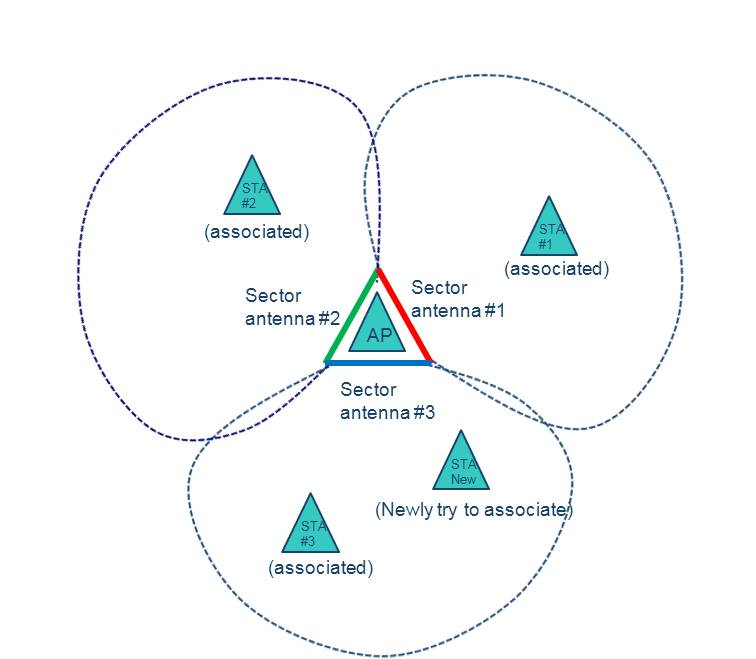 STA
#2
(associated)
STA
#1
(associated)
Sector
antenna #2
Sector
antenna #1
AP
Sector
antenna #3
STA
New
(Newly try to associate)
STA
#3
(associated)